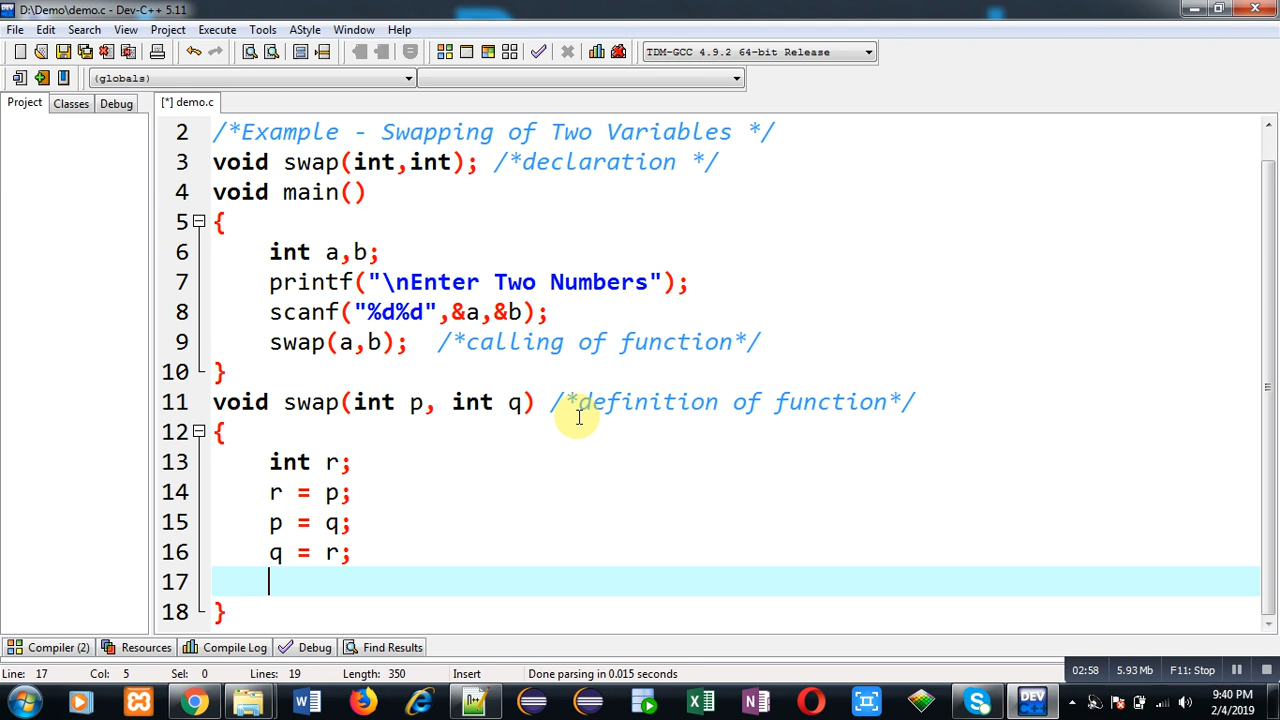 D:\Demo\demo.c - Dev-C++ 5.11
File Edit Search View Project Execute Tools AStyle Window Help
TDM-GCC 4.9.2 64-bit Release
(globals)
Project Classes Debug [*] demo.c
2 /*Example - Swapping of Two Variables */
3 void swap(int,int); /*declaration */
4 void main()
5 {
6 int a,b;
7 printf("\nEnter Two Numbers");
8 scanf("%d%d",&a,&b);
9 swap(a,b); /*calling of function*/
10 }
11 void swap(int p, int q) /*definition of function*/
12 {
13 int r;
14 r = p;
15 p = q;
16 q = r;
17
18 }
Compiler (2) Resources Compile Log Debug Find Results
Line: 17 Col: 5 Sel: 0 Lines: 19 Length: 350 Insert Done parsing in 0.015 seconds
02:58 5.93 Mb F11: Stop
DEV
9:40 PM
2/4/2019